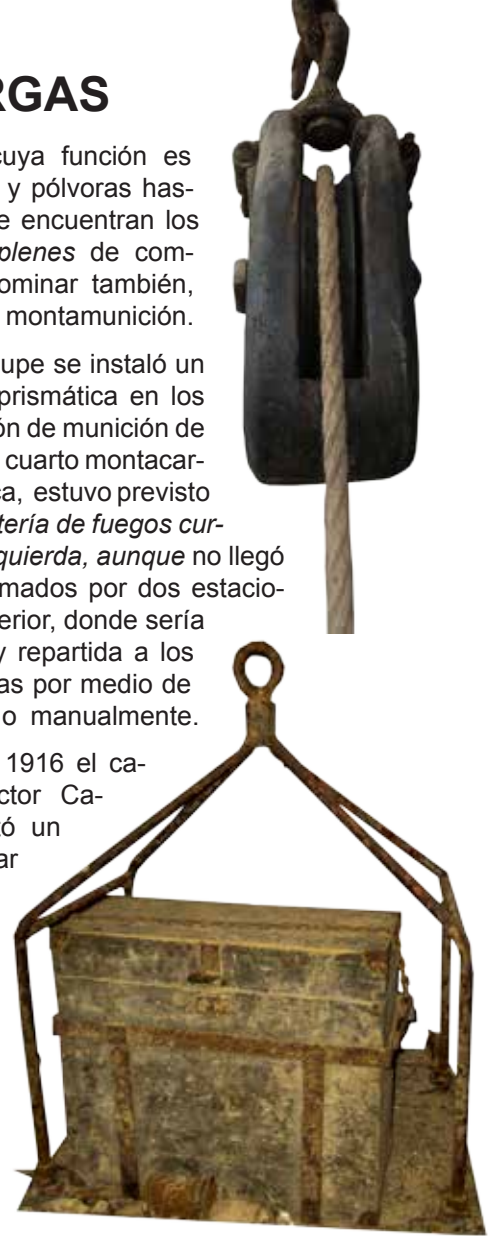 RGAS
cuya función es
y pólvoras has-
e encuentran los
plenes de com-
ominar también,
montamunición.
upe se instaló un
prismática en los
ón de munición de
cuarto montacar-
ca, estuvo previsto
tería de fuegos cur-
quierda, aunque no llegó
mados por dos estacio-
erior, donde sería
y repartida a los
as por medio de
o manualmente.
1916 el ca-
ctor Ca-
tó un
ar